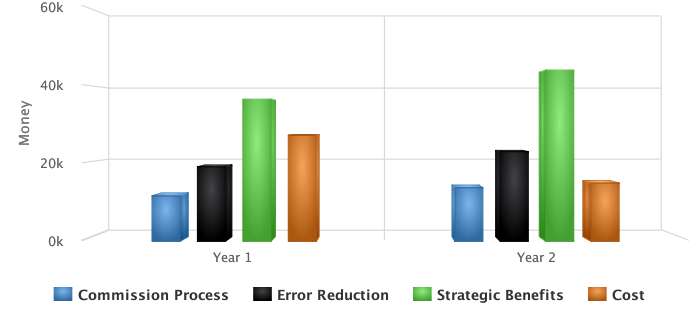 60k
40k
20k
0k
Money
Year 1
Year 2
Commission Process
Error Reduction
Strategic Benefits
Cost